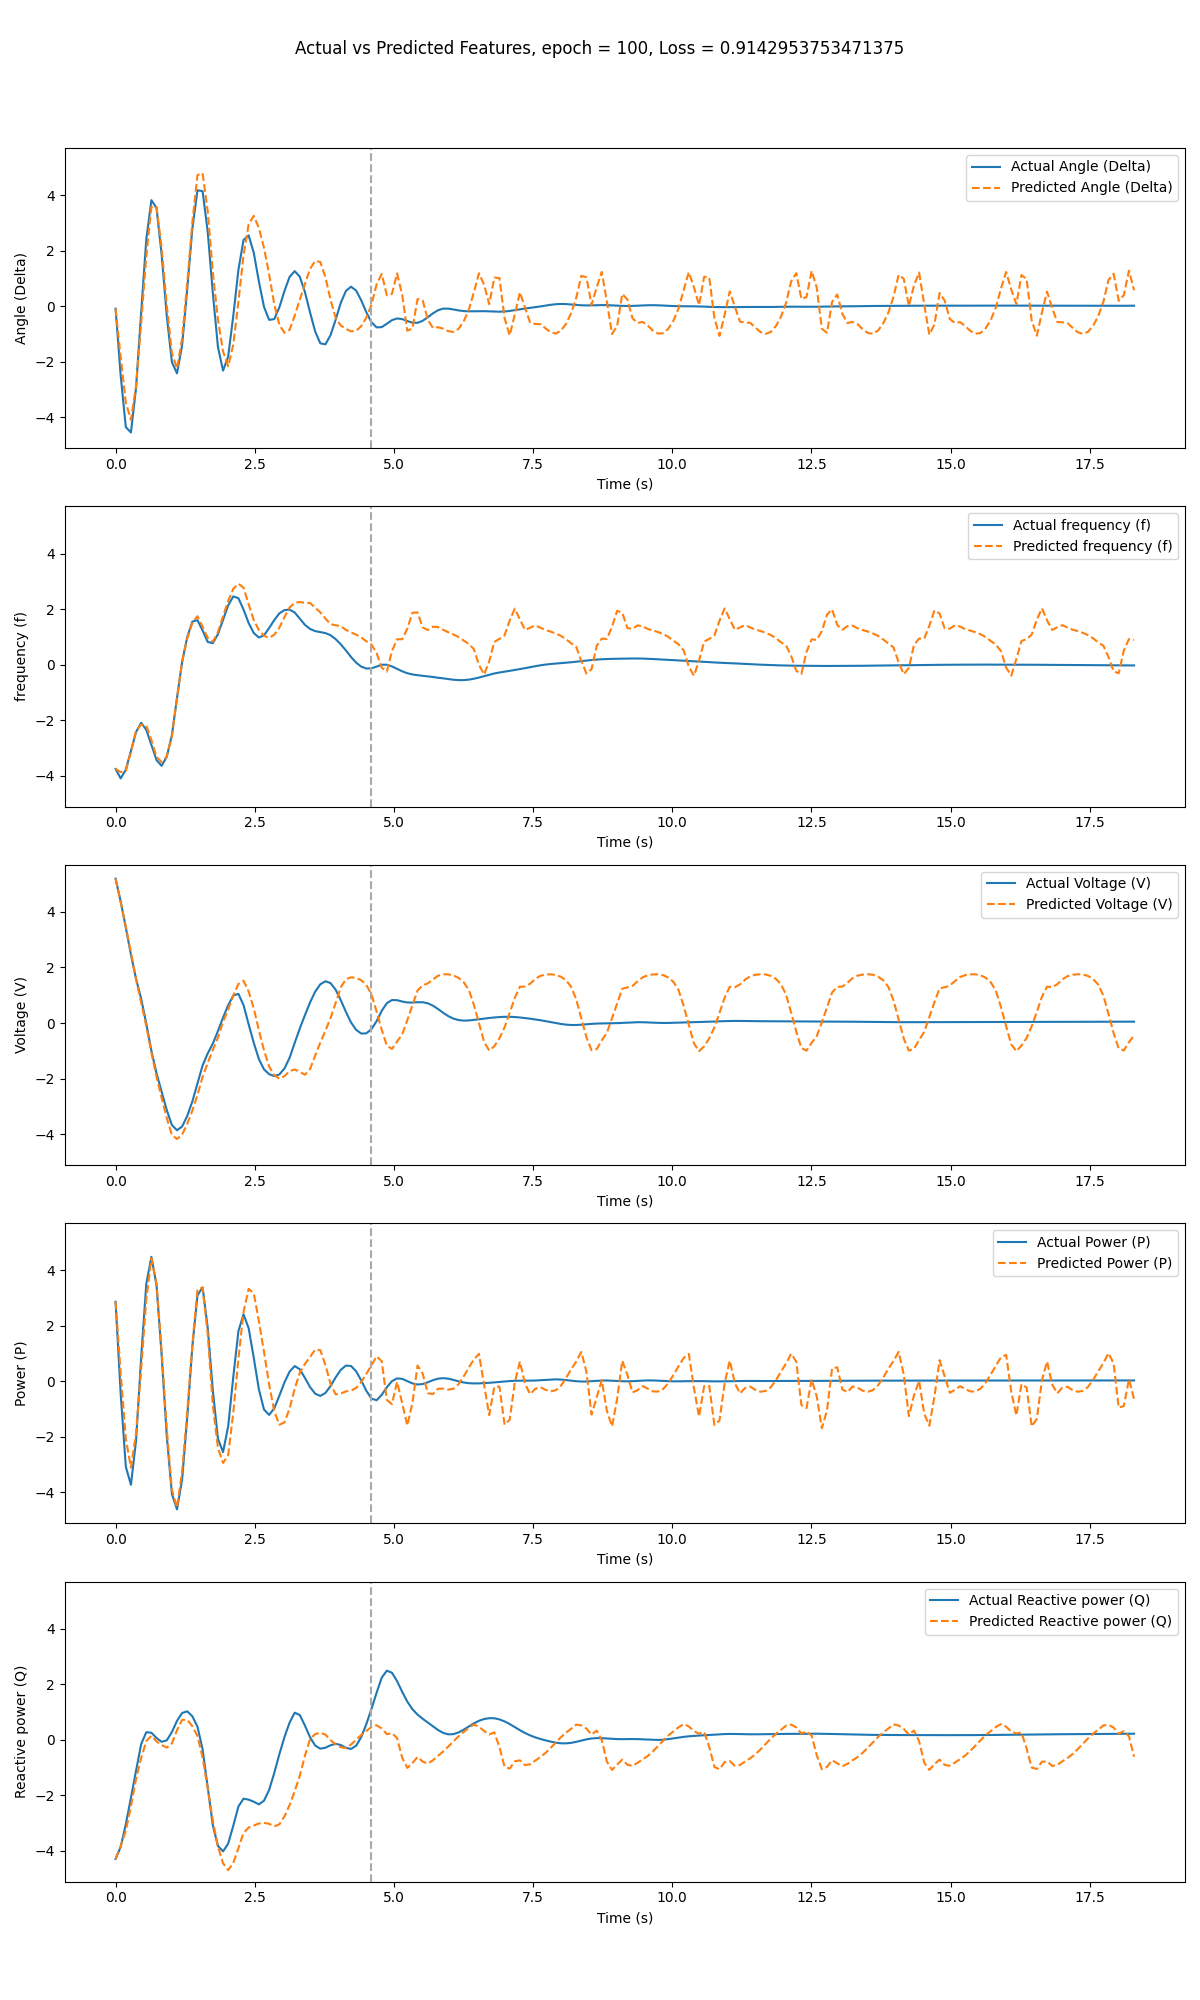 Actual vs Predicted Features, epoch = 100, Loss = 0.9142953753471375
Actual Angle (Delta)
Predicted Angle (Delta)
Angle (Delta)
4
2
0
−2
−4
0.0 2.5 5.0 7.5 10.0 12.5 15.0 17.5
Time (s)
Actual frequency (f)
Predicted frequency (f)
frequency (f)
4
2
0
−2
−4
0.0 2.5 5.0 7.5 10.0 12.5 15.0 17.5
Time (s)
Actual Voltage (V)
Predicted Voltage (V)
Voltage (V)
4
2
0
−2
−4
0.0 2.5 5.0 7.5 10.0 12.5 15.0 17.5
Time (s)
Actual Power (P)
Predicted Power (P)
Power (P)
4
2
0
−2
−4
0.0 2.5 5.0 7.5 10.0 12.5 15.0 17.5
Time (s)
Actual Reactive power (Q)
Predicted Reactive power (Q)
Reactive power (Q)
4
2
0
−2
−4
0.0 2.5 5.0 7.5 10.0 12.5 15.0 17.5
Time (s)